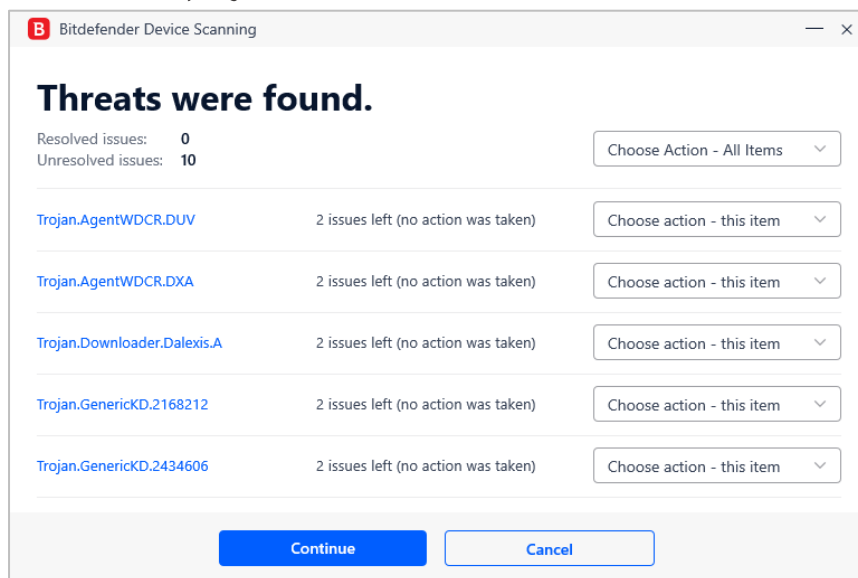 B Bitdefender Device Scanning
Threats were found.
Resolved issues: 0
Unresolved issues: 10
Choose Action - All Items
Trojan.AgentWDCR.DUV 2 issues left (no action was taken) Choose action - this item
Trojan.AgentWDCR.DXA 2 issues left (no action was taken) Choose action - this item
Trojan.Downloader.Dalexis.A 2 issues left (no action was taken) Choose action - this item
Trojan.GenericKD.2168212 2 issues left (no action was taken) Choose action - this item
Trojan.GenericKD.2434606 2 issues left (no action was taken) Choose action - this item
Continue Cancel